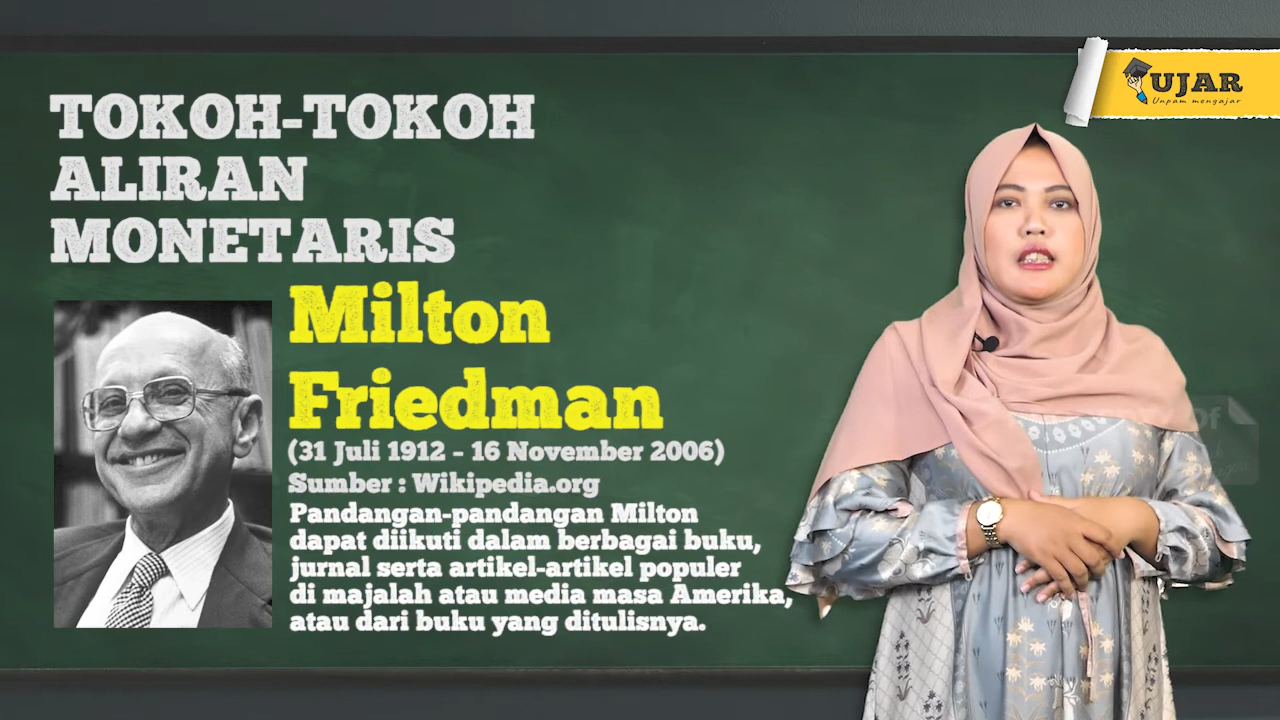 TOKOH-TOKOH
ALIRAN
MONETARIS
Milton
Friedman
(31 Juli 1912 - 16 November 2006)
Sumber : Wikipedia.org
Pandangan-pandangan Milton
dapat diikuti dalam berbagai buku,
jurnal serta artikel-artikel populer
di majalah atau media masa Amerika,
atau dari buku yang ditulisnya.
UJAR
Unpam mengajar
Of